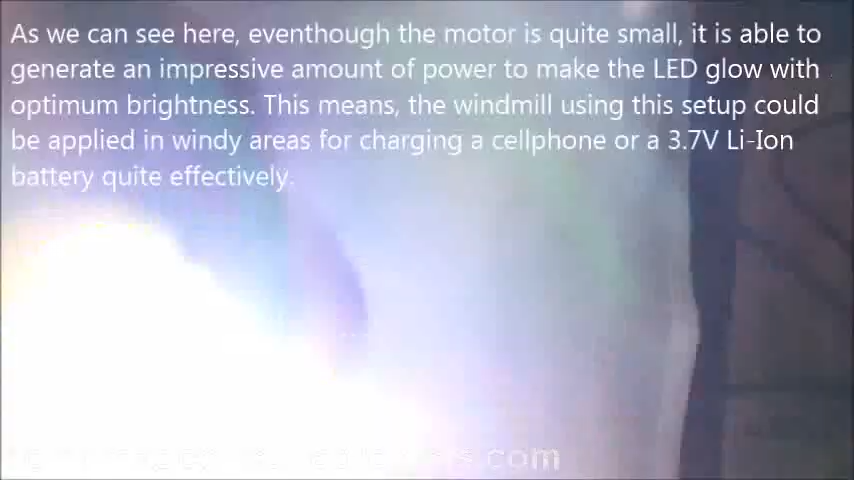 As we can see here, eventhough the motor is quite small, it is able to
generate an impressive amount of power to make the LED glow with
optimum brightness. This means, the windmill using this setup could
be applied in windy areas for charging a cellphone or a 3.7V Li-Ion
battery quite effectively.